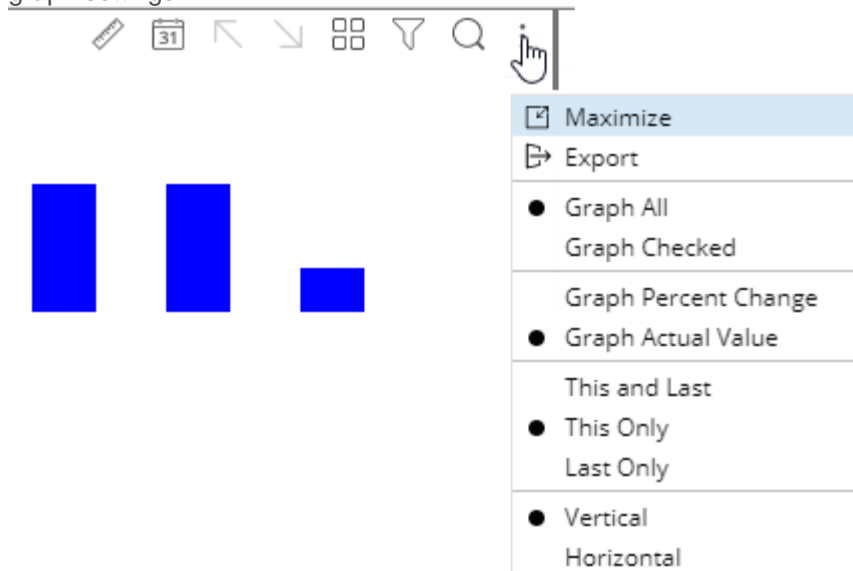 31
Maximize
Export
Graph All
Graph Checked
Graph Percent Change
Graph Actual Value
This and Last
This Only
Last Only
Vertical
Horizontal